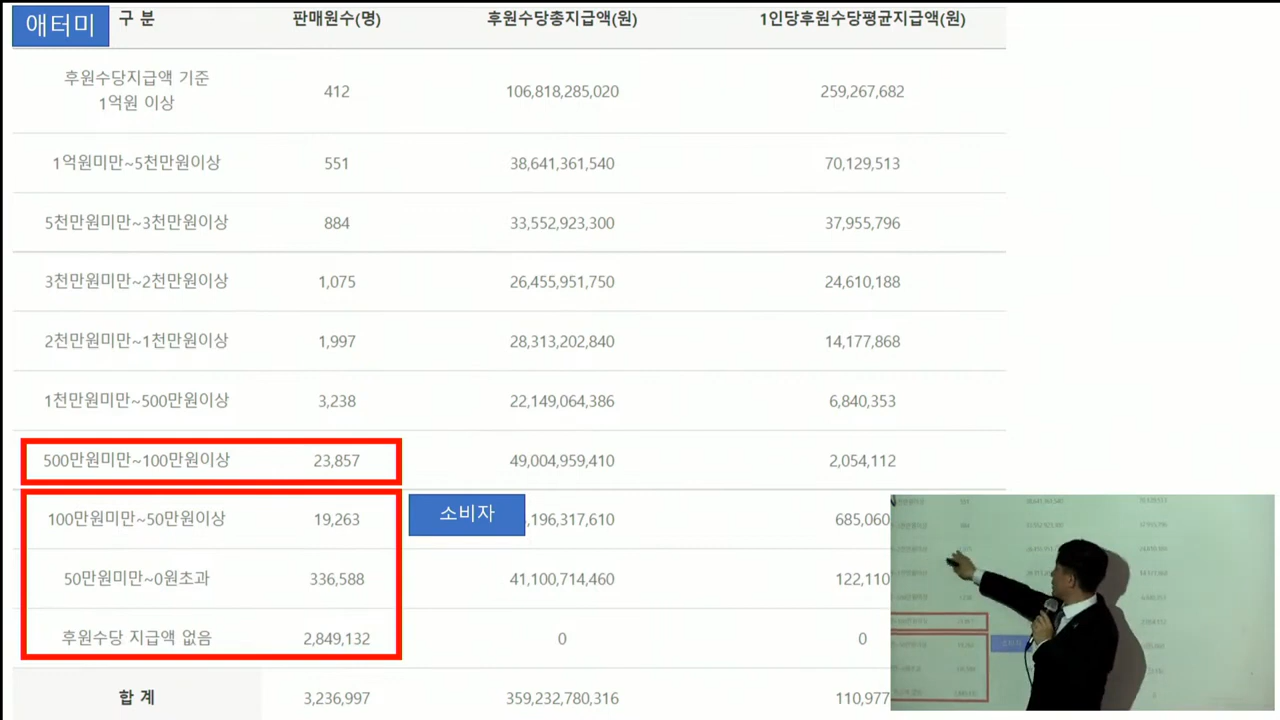 애터미
구 분 판매원수(명) 후원수당총지급액(원) 1인당후원수당평균지급액(원)
후원수당지급액 기준
1억원 이상 412 106,818,285,020 259,267,682
1억원미만~5천만원이상 551 38,641,361,540 70,129,513
5천만원미만~3천만원이상 884 33,552,923,300 37,955,796
3천만원미만~2천만원이상 1,075 26,455,951,750 24,610,188
2천만원미만~1천만원이상 1,997 28,313,202,840 14,177,868
1천만원미만~500만원이상 3,238 22,149,064,386 6,840,353
500만원미만~100만원이상 23,857 49,004,959,410 2,054,112
100만원미만~50만원이상 19,263 소비자 ,196,317,610 685,060
50만원미만~0원초과 336,588 41,100,714,460 122,110
후원수당 지급액 없음 2,849,132 0 0
합 계 3,236,997 359,232,780,316 110,977